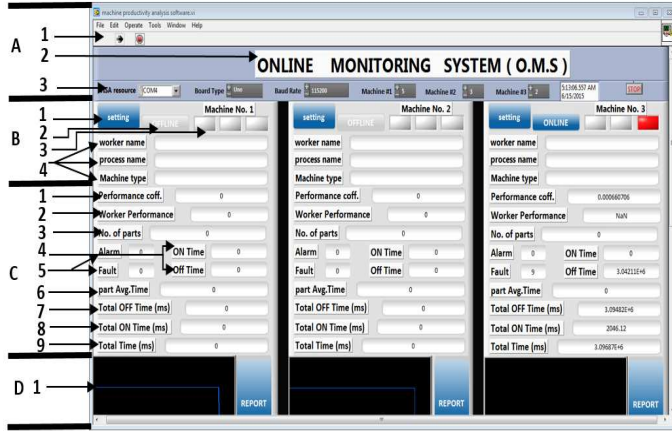 machine productivity analysis software.vi
File Edit Operate Tools Window Help
A
1
2
3
ONLINE MONITORING SYSTEM ( O.M.S )
VISA resource COM4 Board Type Uno Baud Rate 115200 Machine #1 5 Machine #2 3 Machine #3 2 5:13:06.557 AM 6/15/2015 STOP
B
1
2
3
4
Machine No. 1
setting OFFLINE
worker name
process name
Machine type
Machine No. 2
setting OFFLINE
worker name
process name
Machine type
Machine No. 3
setting ONLINE
worker name
process name
Machine type
C
1
2
3
4
5
6
7
8
9
Performance coff. 0
Worker Performance 0
No. of parts 0
Alarm 0 ON Time 0
Fault 0 Off Time 0
part Avg.Time 0
Total OFF Time (ms) 0
Total ON Time (ms) 0
Total Time (ms) 0
Performance coff. 0
Worker Performance 0
No. of parts 0
Alarm 0 ON Time 0
Fault 0 Off Time 0
part Avg.Time 0
Total OFF Time (ms) 0
Total ON Time (ms) 0
Total Time (ms) 0
Performance coff. 0.000660706
Worker Performance NaN
No. of parts 0
Alarm 0 ON Time 0
Fault 9 Off Time 3.04211E+6
part Avg.Time 0
Total OFF Time (ms) 3.09482E+6
Total ON Time (ms) 2046.12
Total Time (ms) 3.09687E+6
D 1
REPORT
REPORT
REPORT